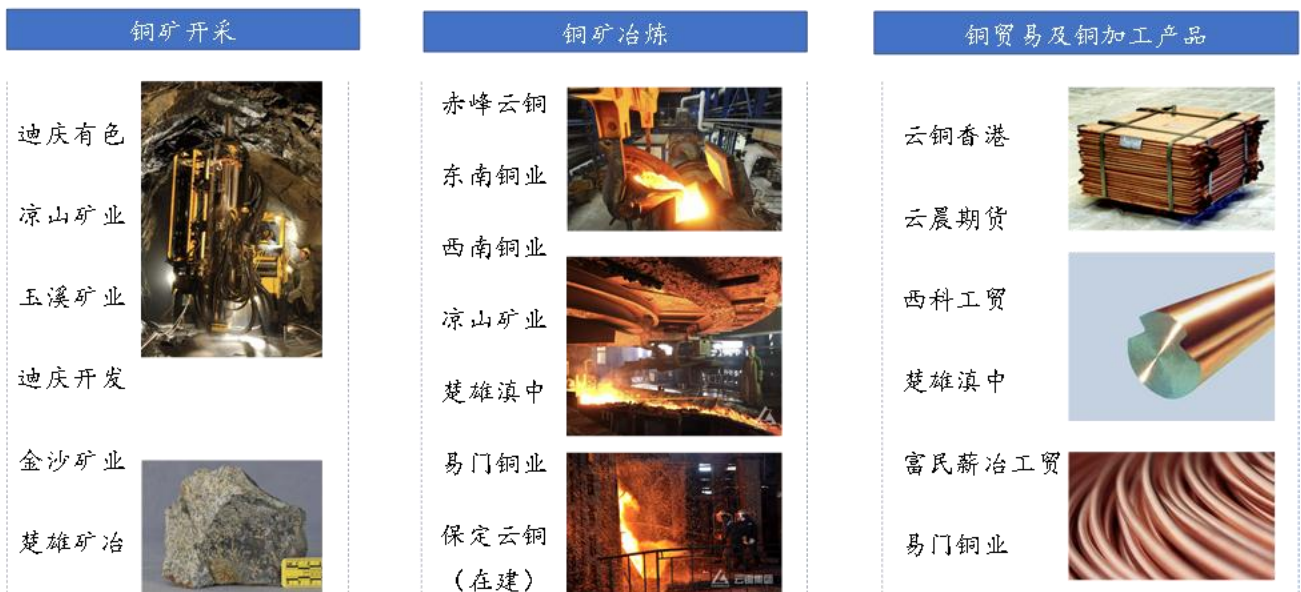 铜矿开采
迪庆有色
凉山矿业
玉溪矿业
迪庆开发
金沙矿业
楚雄矿冶
铜矿冶炼
赤峰云铜
东南铜业
西南铜业
凉山矿业
楚雄滇中
易门铜业
保定云铜
（在建）
云铜集团
铜贸易及铜加工产品
云铜香港
云晨期货
西科工贸
楚雄滇中
富民薪冶工贸
易门铜业